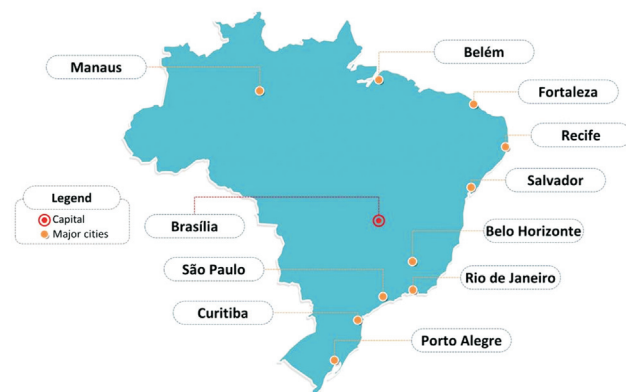 Belém
Manaus
Fortaleza
Recife
Salvador
Legend
Capital
Major cities
Brasília
Belo Horizonte
São Paulo
Rio de Janeiro
Curitiba
Porto Alegre